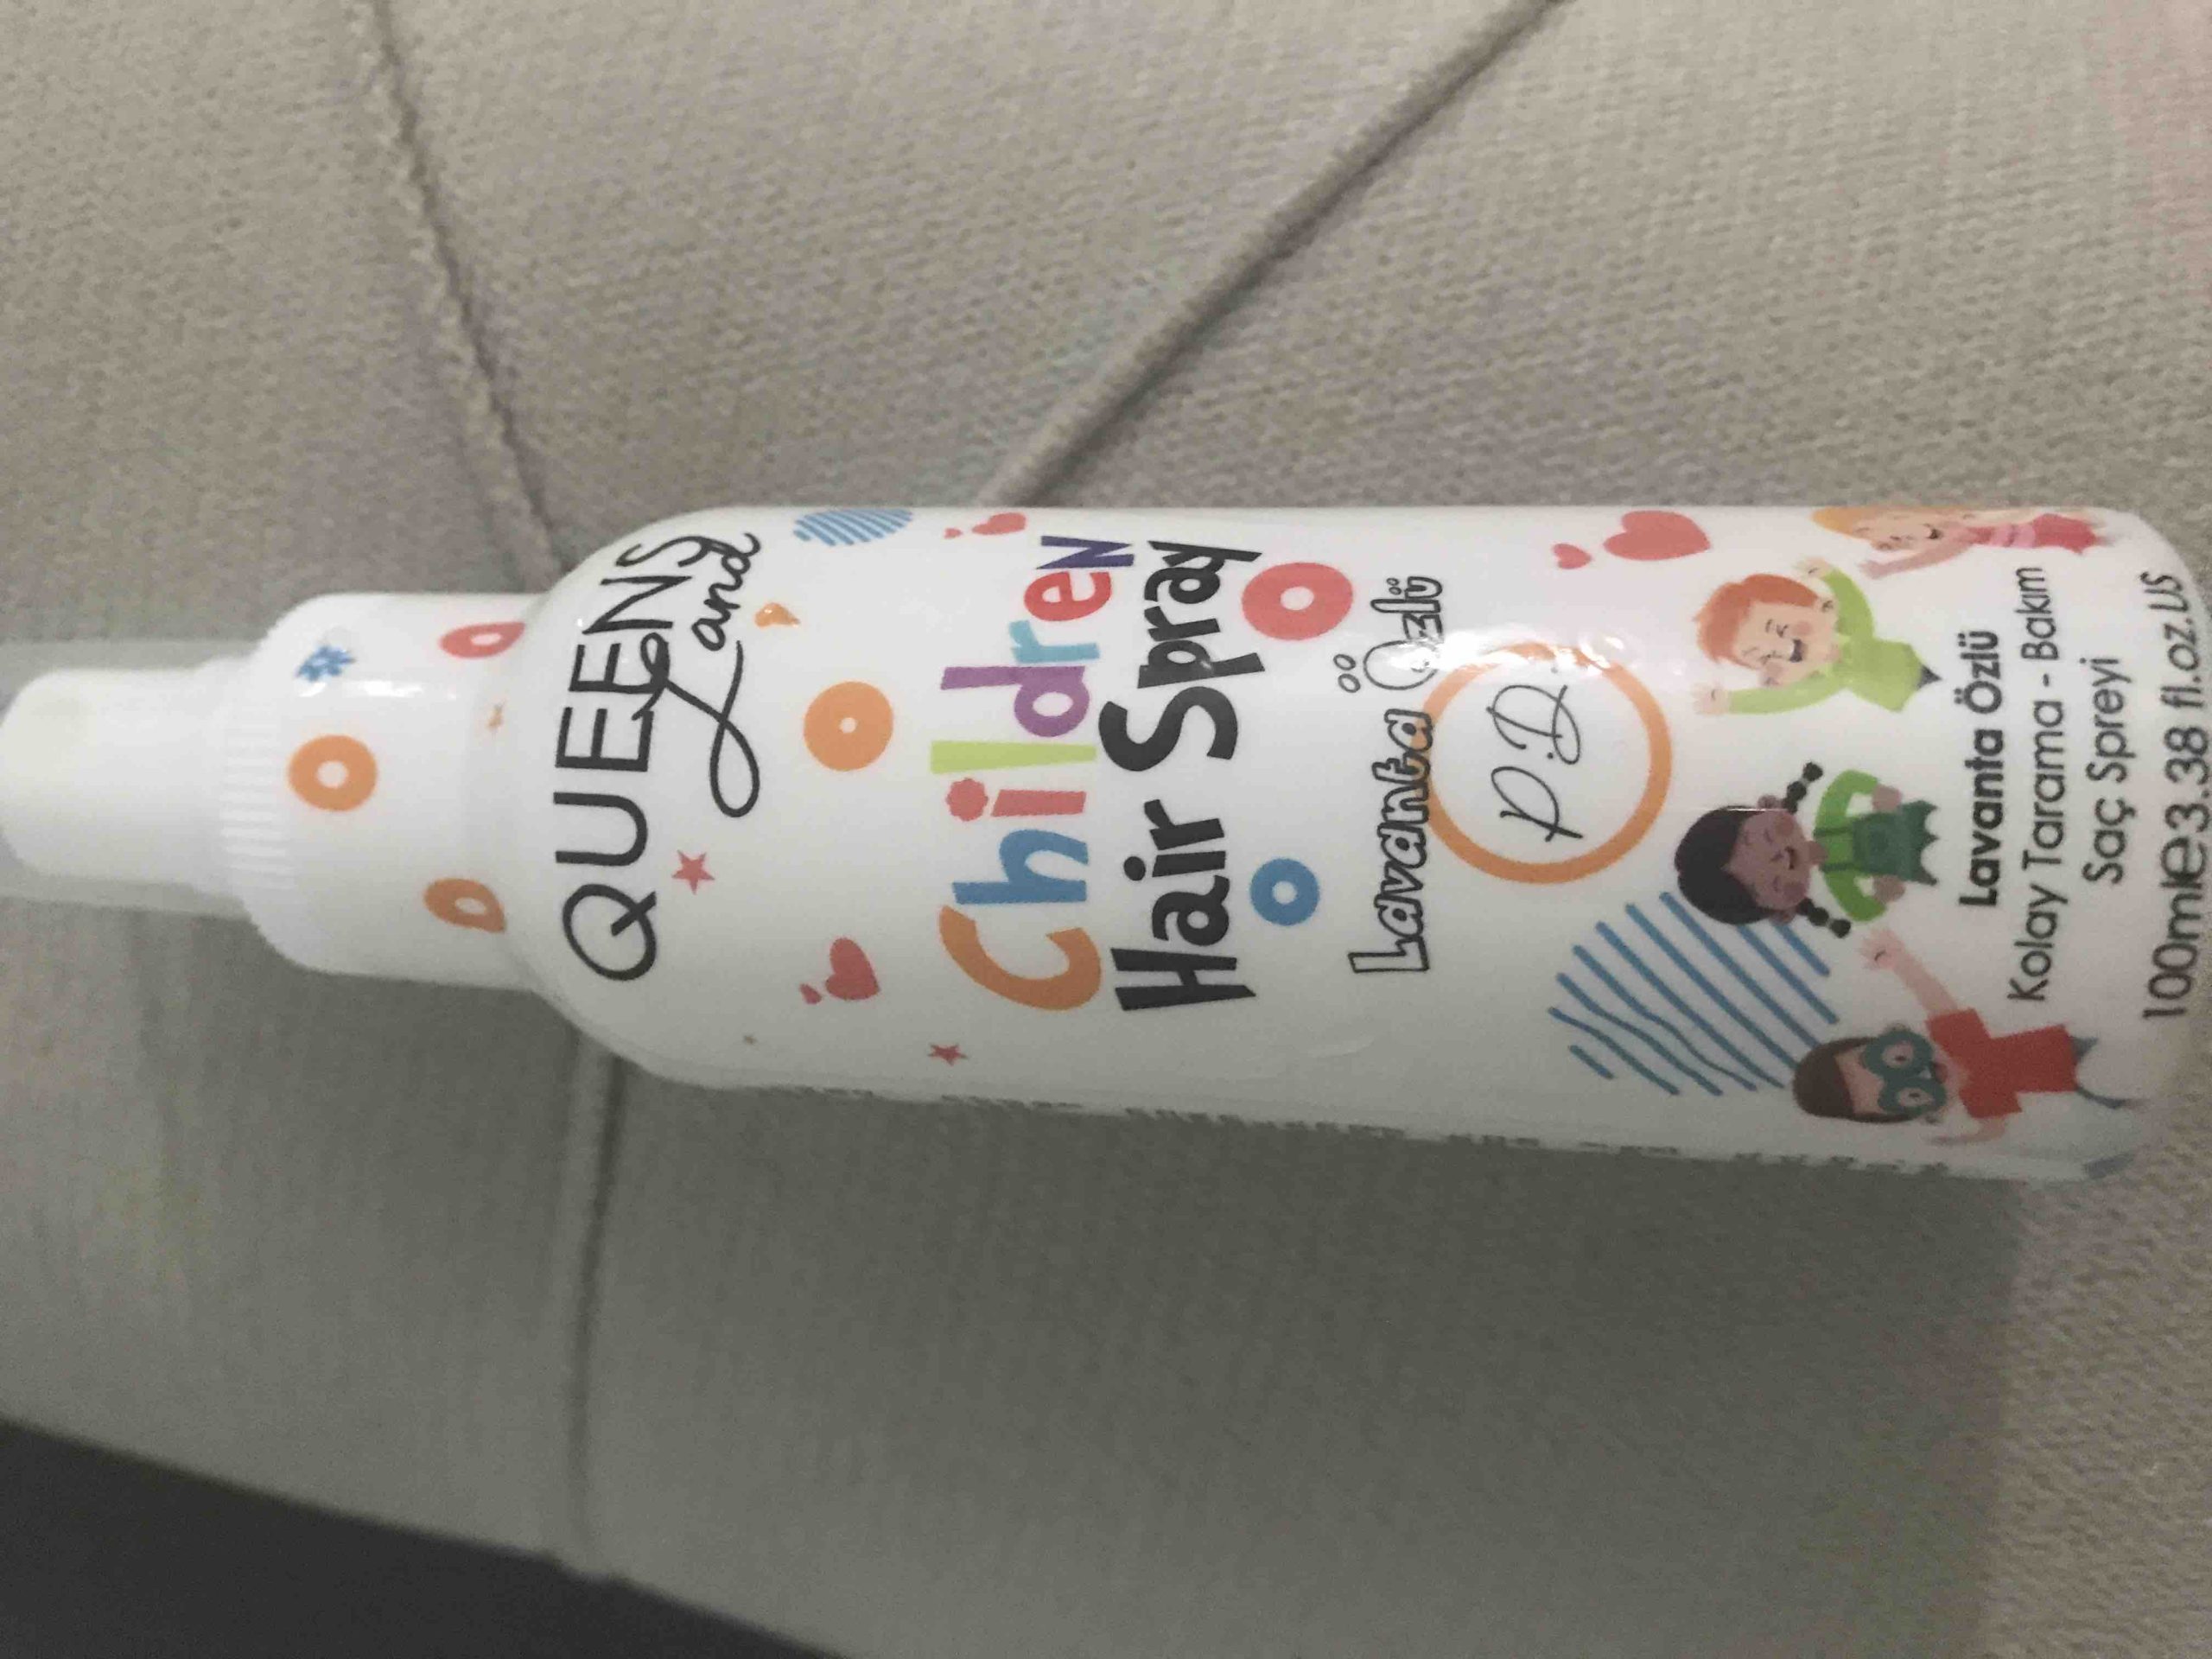 QUEENS
Land
Children
Hair Spray
Lavanta Özlü
P.D.
Lavanta Özlü
Kolay Tarama - Bakım
Saç Spreyi
100ml℮3.38 fl.oz.US